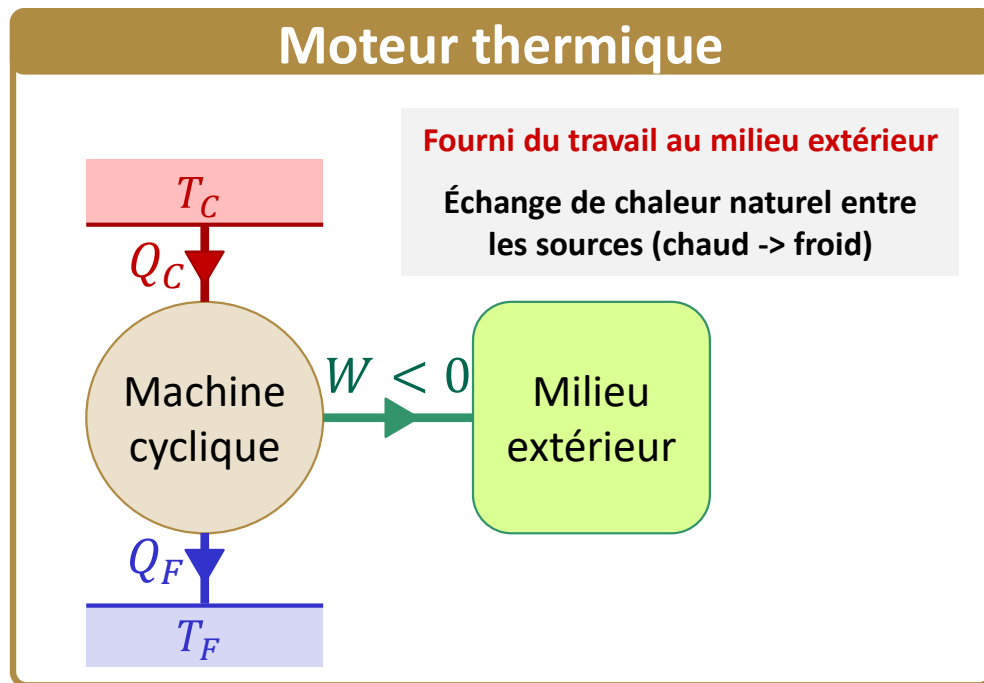 Moteur thermique
Fourni du travail au milieu extérieur
Échange de chaleur naturel entre
les sources (chaud -> froid)
T_C
Q_C
Machine
cyclique
W < 0
Milieu
extérieur
Q_F
T_F